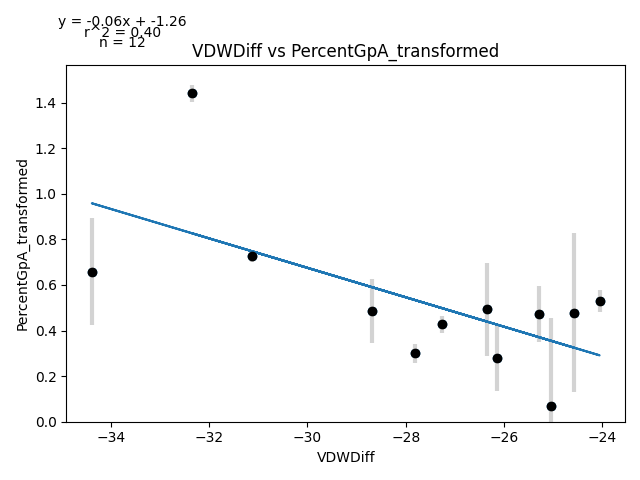 y = -0.06x + -1.26
r^2 = 0.40
n = 12
VDWDiff vs PercentGpA_transformed
PercentGpA_transformed
1.4
1.2
1.0
0.8
0.6
0.4
0.2
0.0
−34
−32
−30
−28
−26
−24
VDWDiff